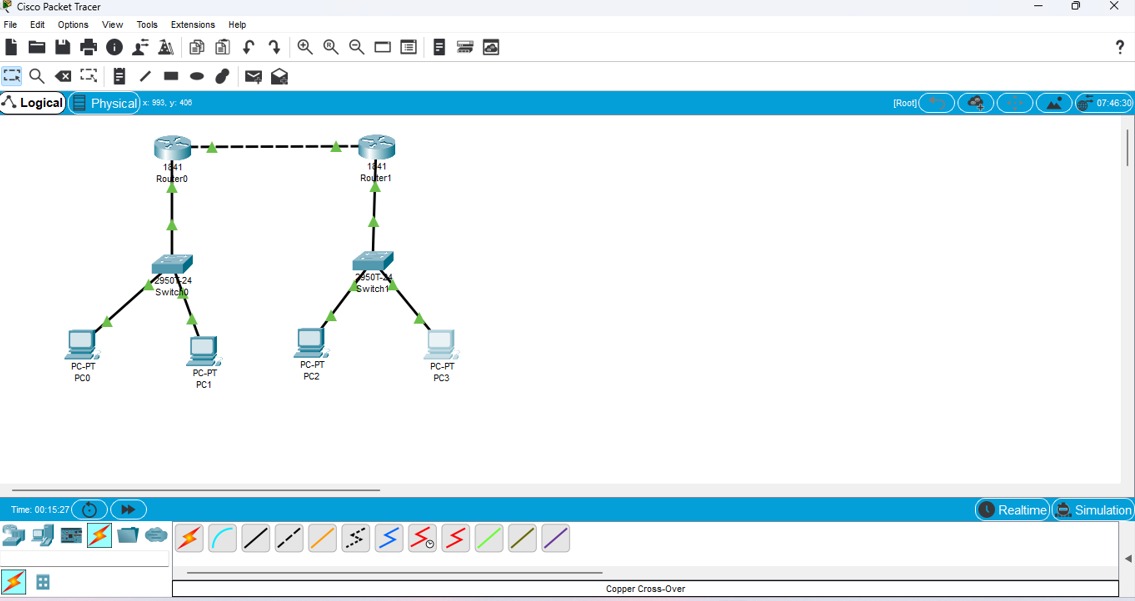 Cisco Packet Tracer
File Edit Options View Tools Extensions Help
?
Logical Physical x: 993, y: 406 [Root] 07:46:30
1841
Router0
1841
Router1
2950T-24
Switch0
2950T-24
Switch1
PC-PT
PC0
PC-PT
PC1
PC-PT
PC2
PC-PT
PC3
Time: 00:15:27 Realtime Simulation
Copper Cross-Over